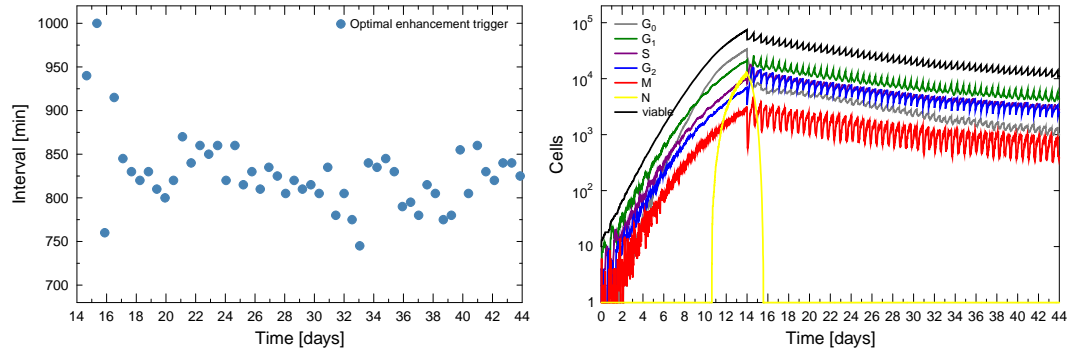 Optimal enhancement trigger
1000
950
900
850
800
750
700
Interval [min]
14 16 18 20 22 24 26 28 30 32 34 36 38 40 42 44
Time [days]
G₀
G₁
S
G₂
M
N
viable
10⁵
10⁴
10³
10²
10
1
Cells
0 2 4 6 8 10 12 14 16 18 20 22 24 26 28 30 32 34 36 38 40 42 44
Time [days]